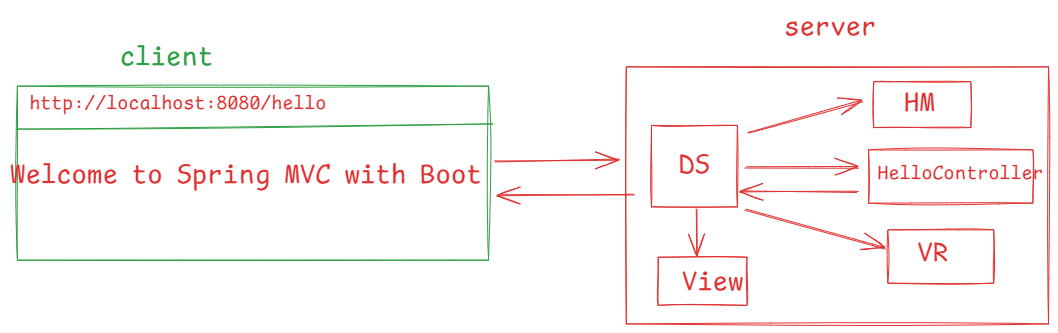 client
http://localhost:8080/hello
Welcome to Spring MVC with Boot
server
DS
HM
HelloController
VR
View